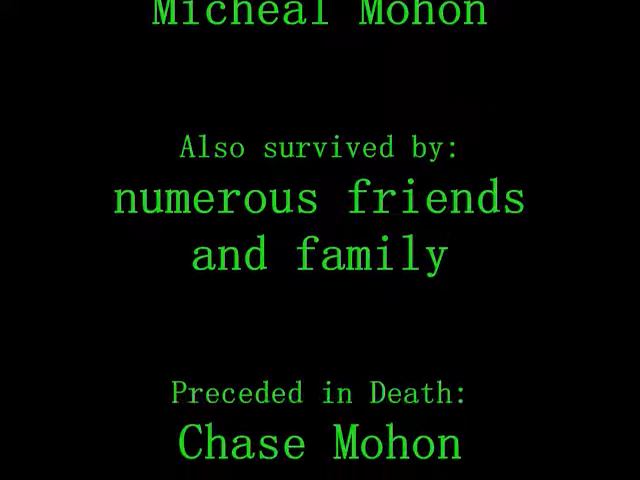 Micheal Mohon
Also survived by:
numerous friends
and family
Preceded in Death:
Chase Mohon